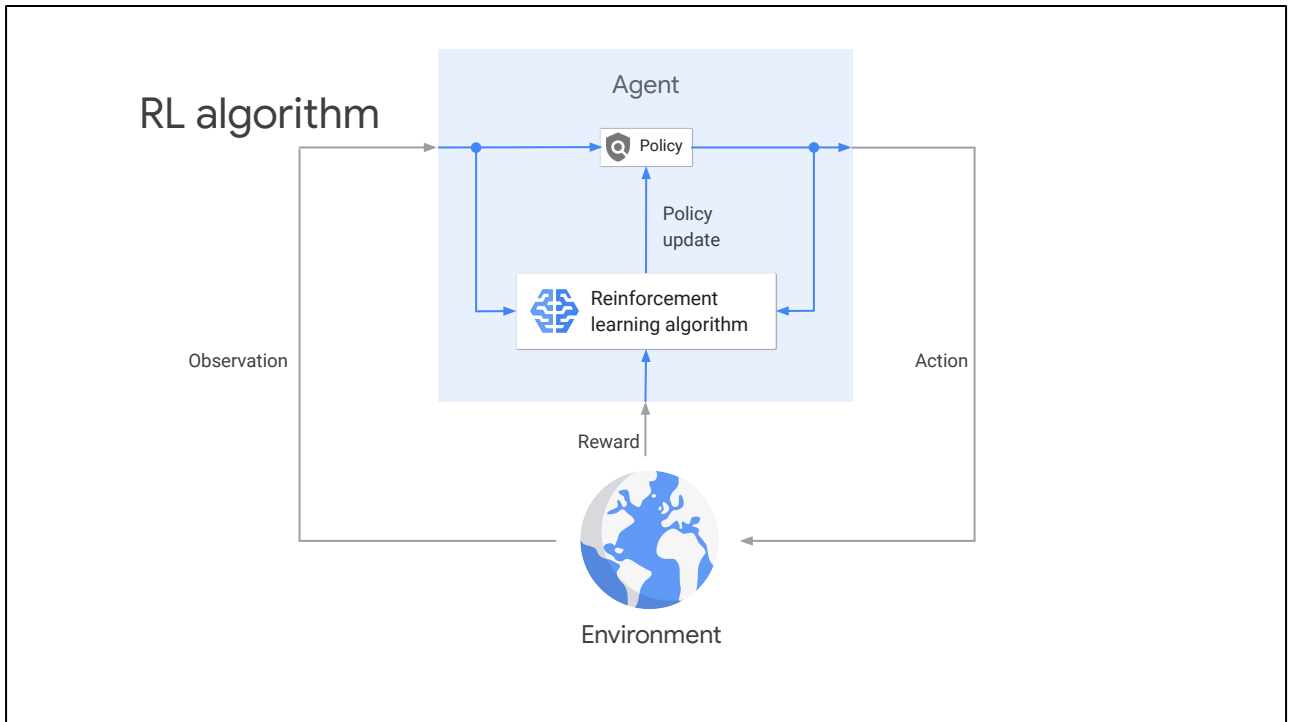 RL algorithm
Agent
Policy
Policy
update
Reinforcement
learning algorithm
Observation
Action
Reward
Environment